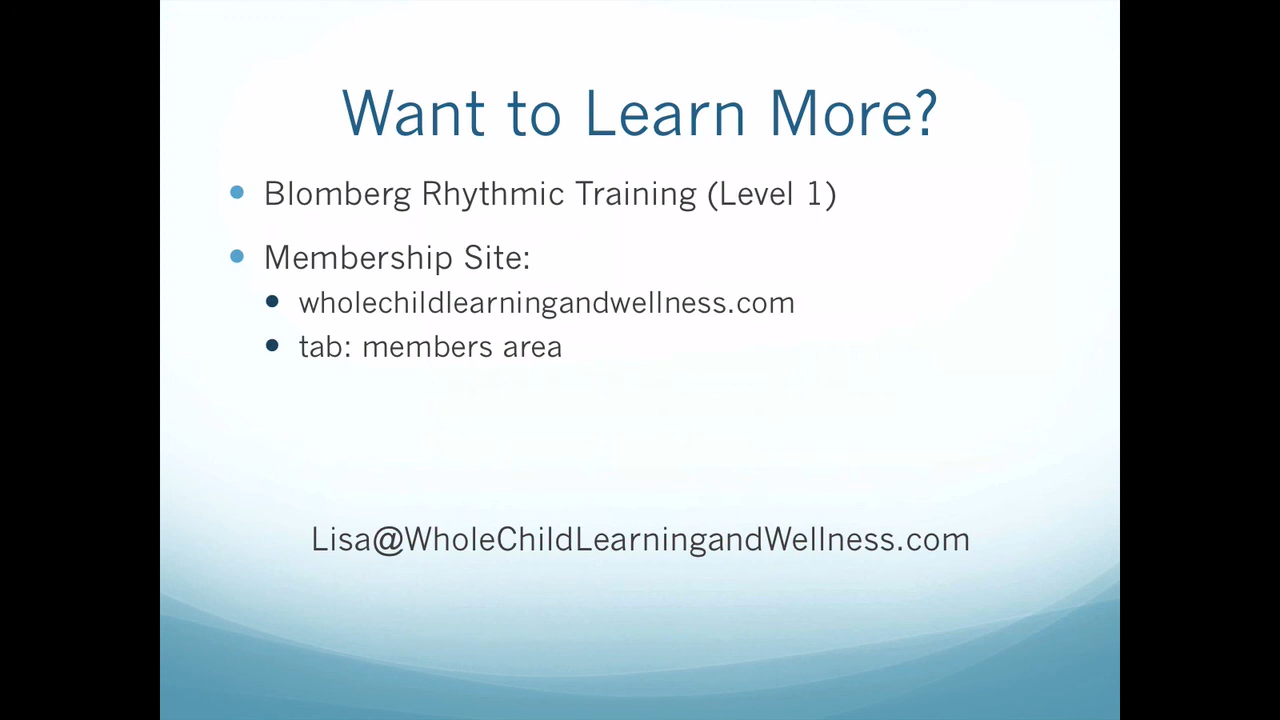 Want to Learn More?
Blomberg Rhythmic Training (Level 1)
Membership Site:
wholechildlearningandwellness.com
tab: members area
Lisa@WholeChildLearningandWellness.com